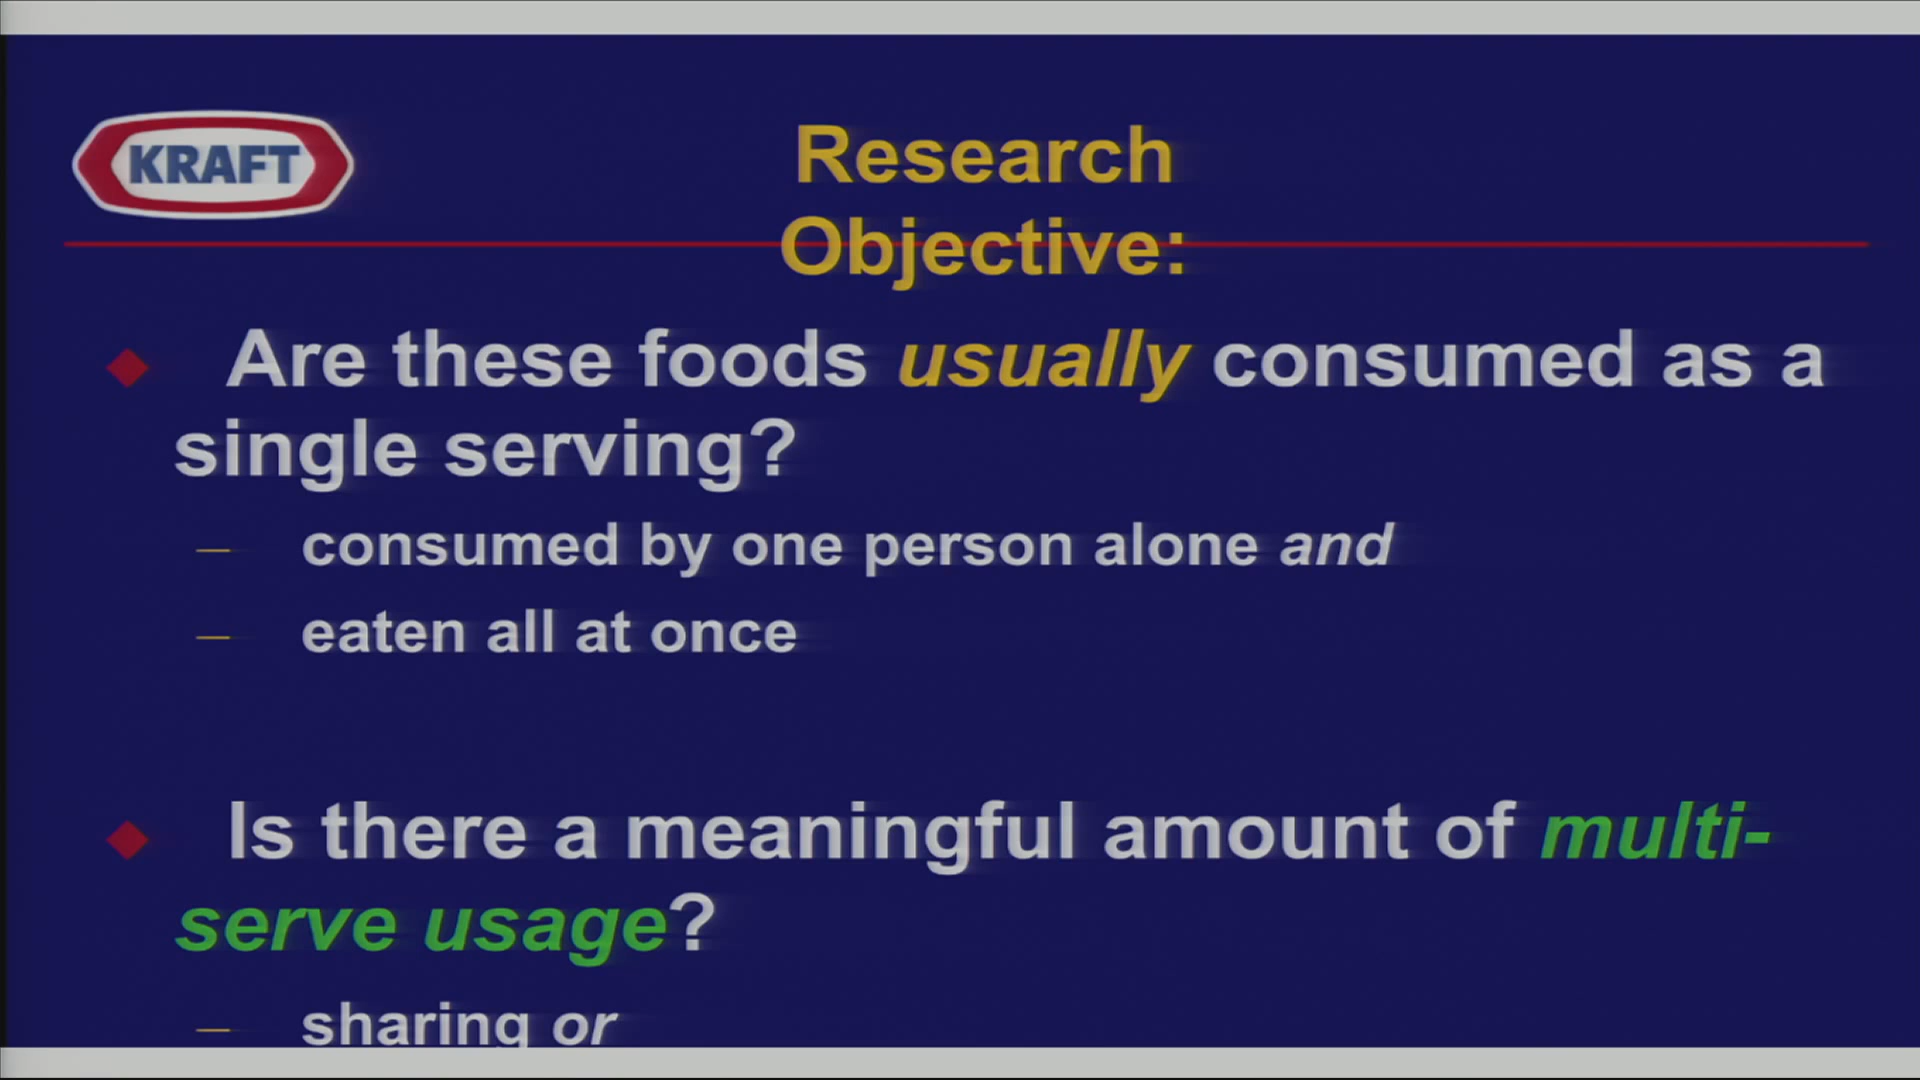 KRAFT
Research
Objective:
Are these foods usually consumed as a
single serving?
– consumed by one person alone and
– eaten all at once
Is there a meaningful amount of multi-
serve usage?
– sharing or